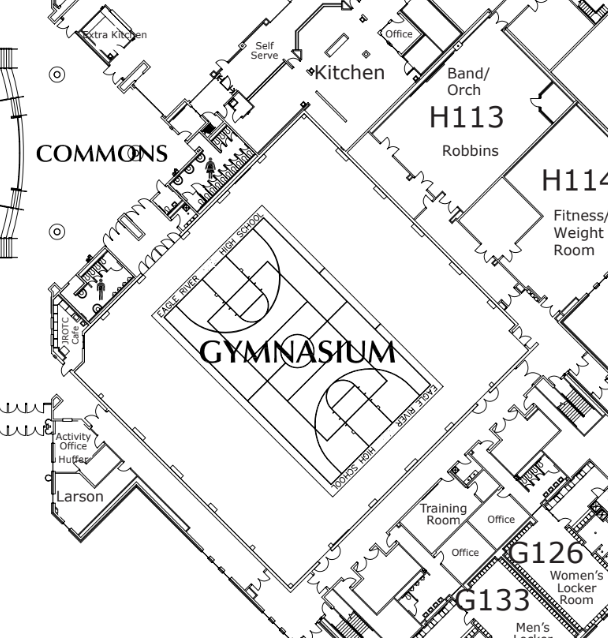 Extra Kitchen
Self
Serve
Office
Kitchen
Band/
Orch
H113
Robbins
COMMONS
H114
Fitness/
Weight
Room
EAGLE RIVER HIGH SCHOOL
JROTC
Cafe
GYMNASIUM
EAGLE RIVER
HIGH SCHOOL
Activity
Office
Huffer
Larson
Training
Room
Office
Office
G126
Women's
Locker
Room
G133
Men's
Locker